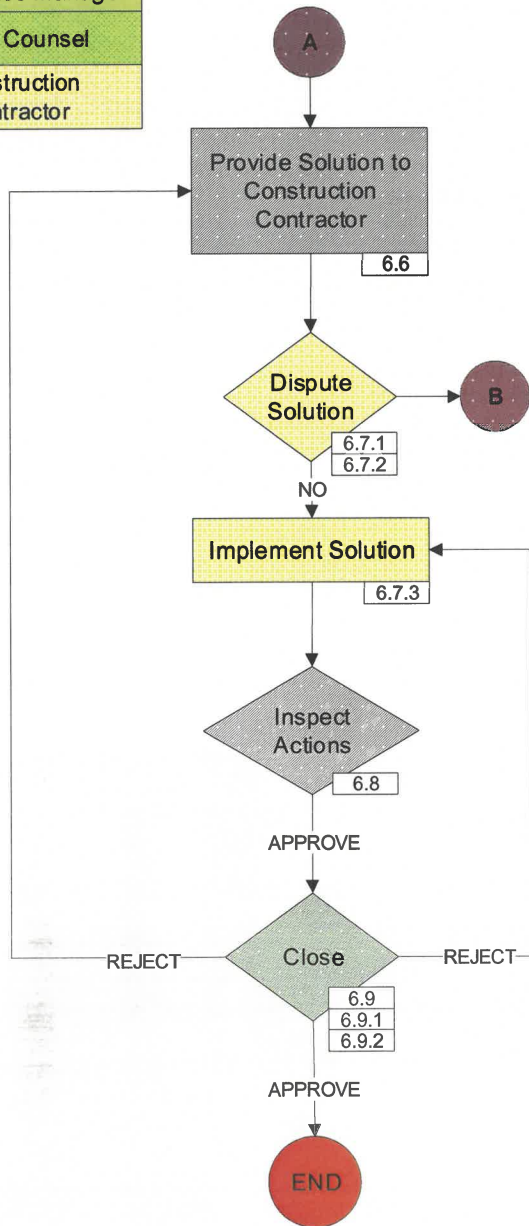 Counsel
A
Provide Solution to
Construction
Contractor
6.6
Dispute
Solution
B
6.7.1
6.7.2
NO
Implement Solution
6.7.3
Inspect
Actions
6.8
APPROVE
REJECT
Close
REJECT
6.9
6.9.1
6.9.2
APPROVE
END